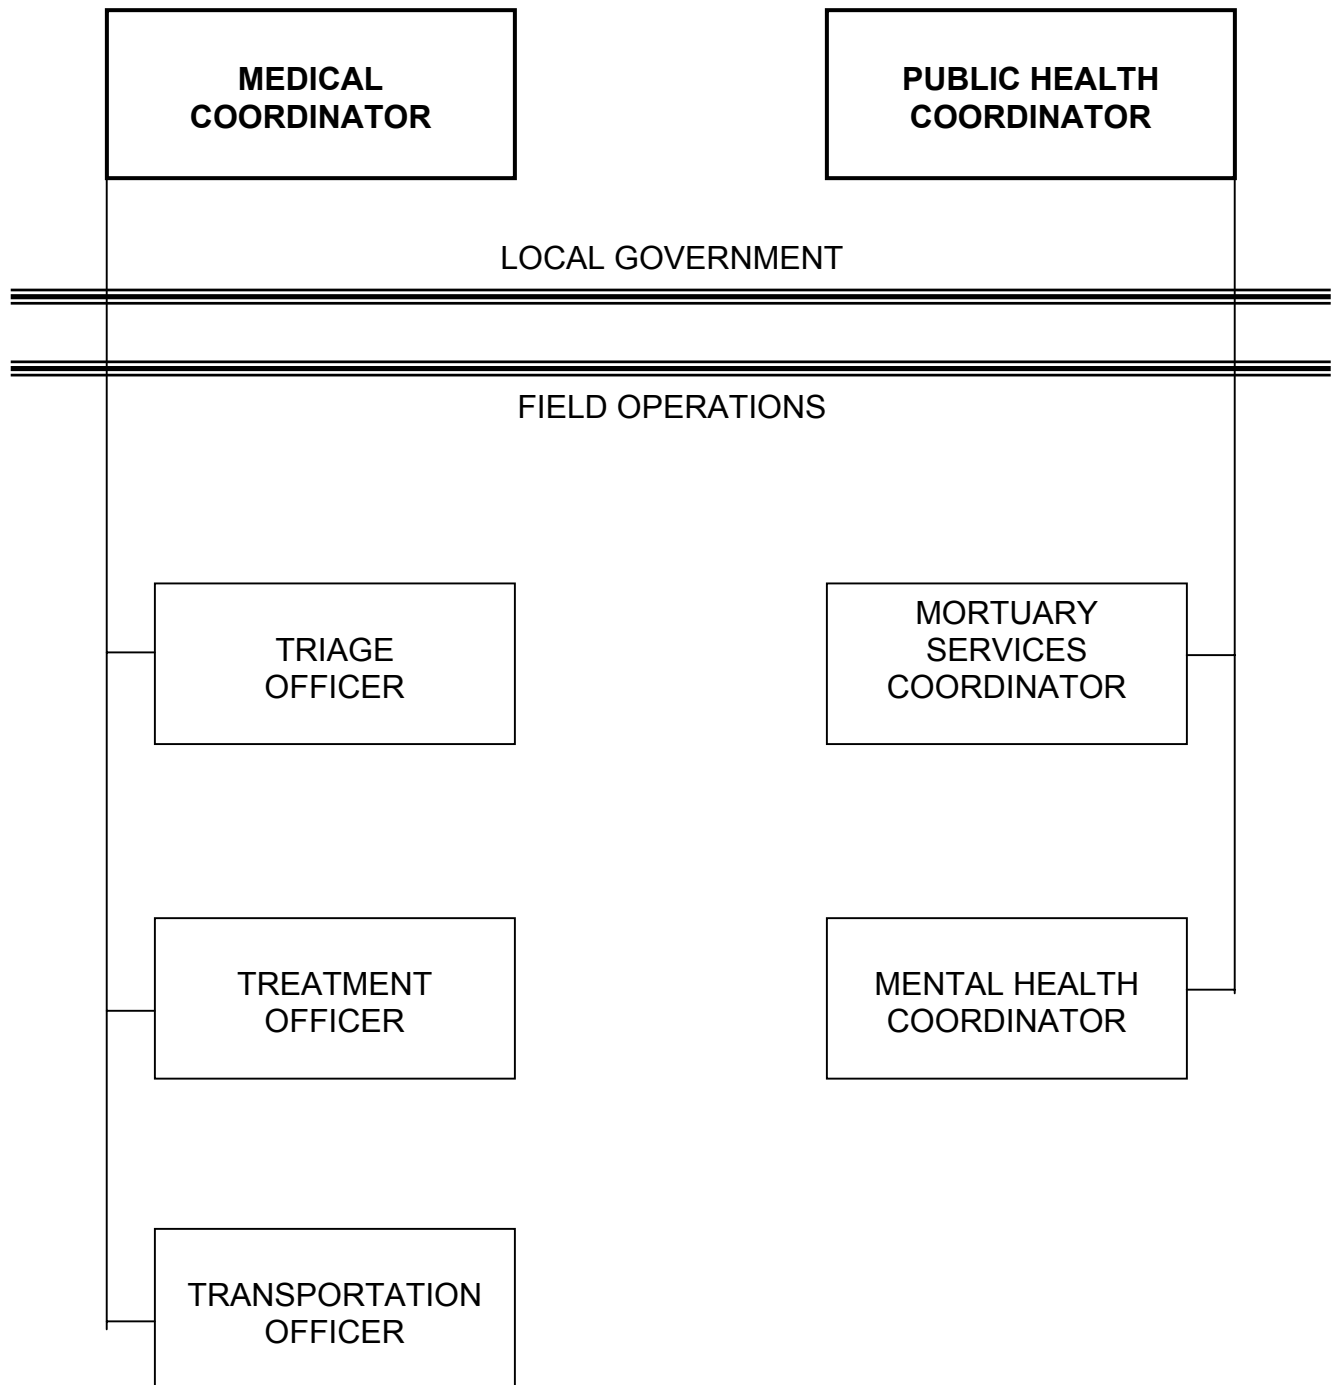 MEDICAL
COORDINATOR
PUBLIC HEALTH
COORDINATOR
LOCAL GOVERNMENT
FIELD OPERATIONS
TRIAGE
OFFICER
MORTUARY
SERVICES
COORDINATOR
TREATMENT
OFFICER
MENTAL HEALTH
COORDINATOR
TRANSPORTATION
OFFICER